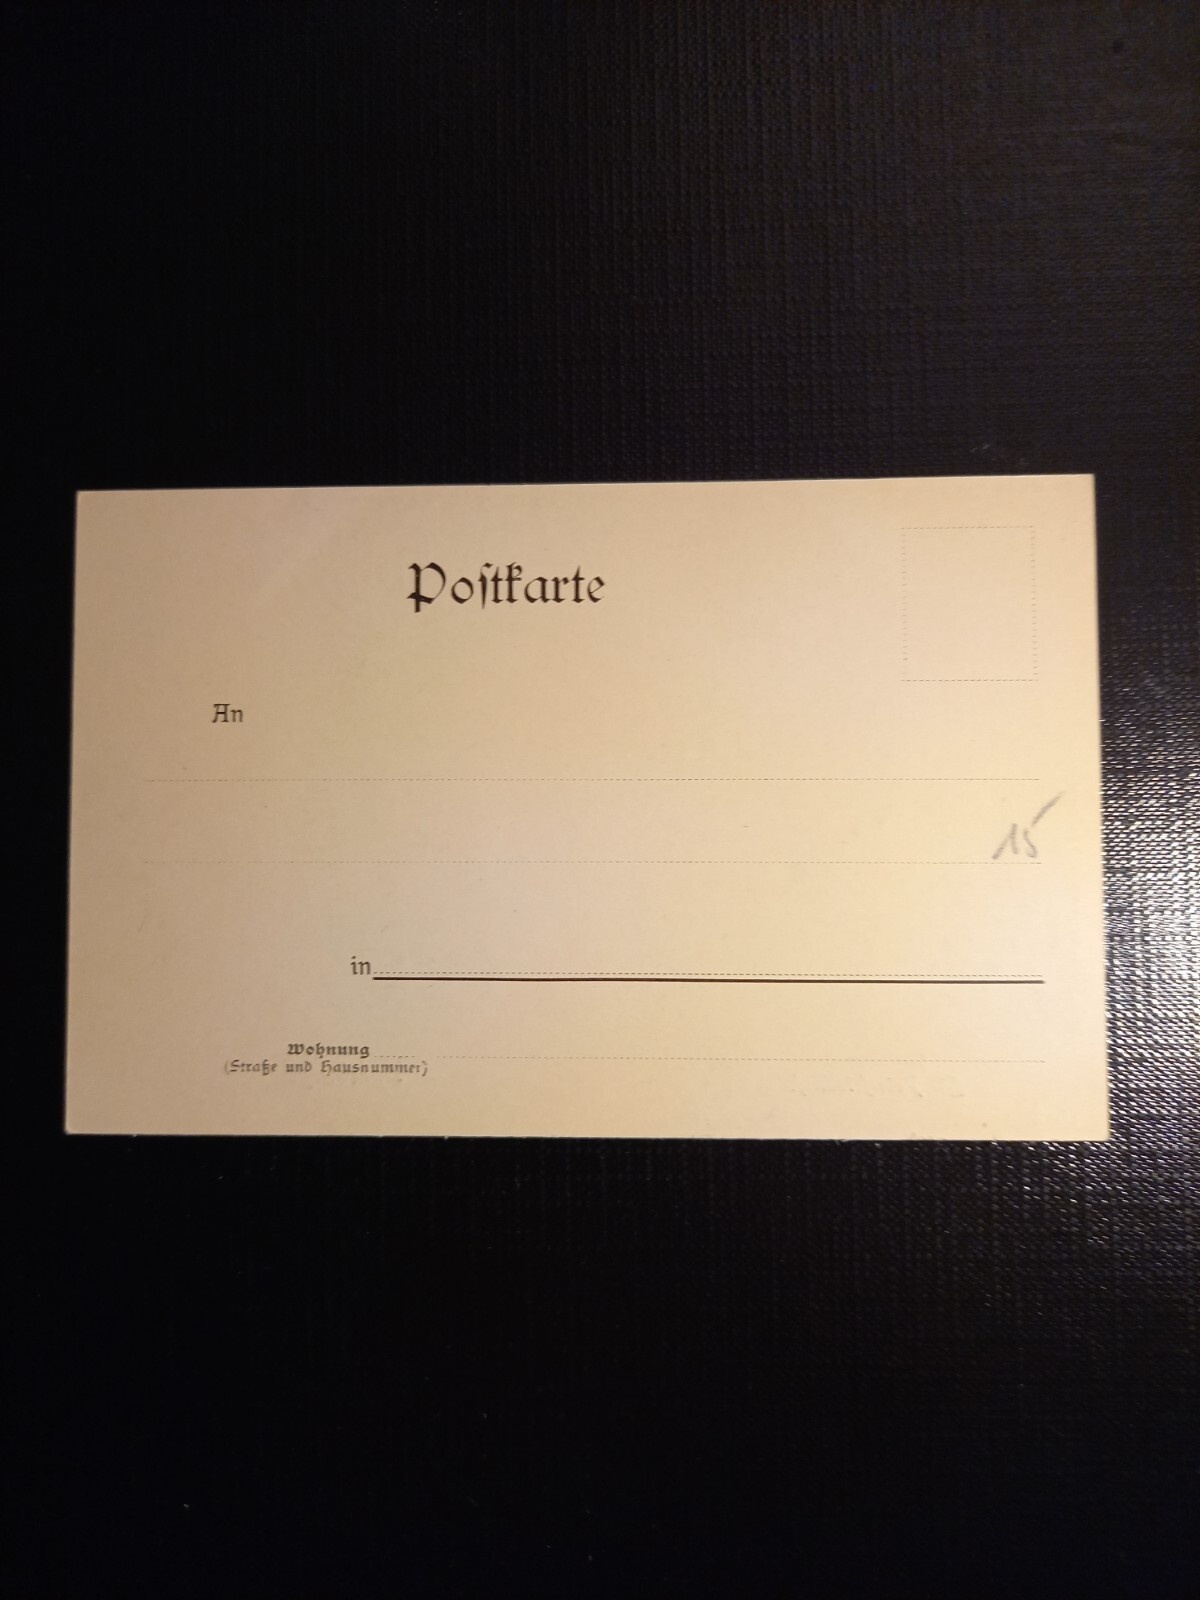 Poſtkarte
An
15
in
Wohnung
(Straße und Hausnummer)